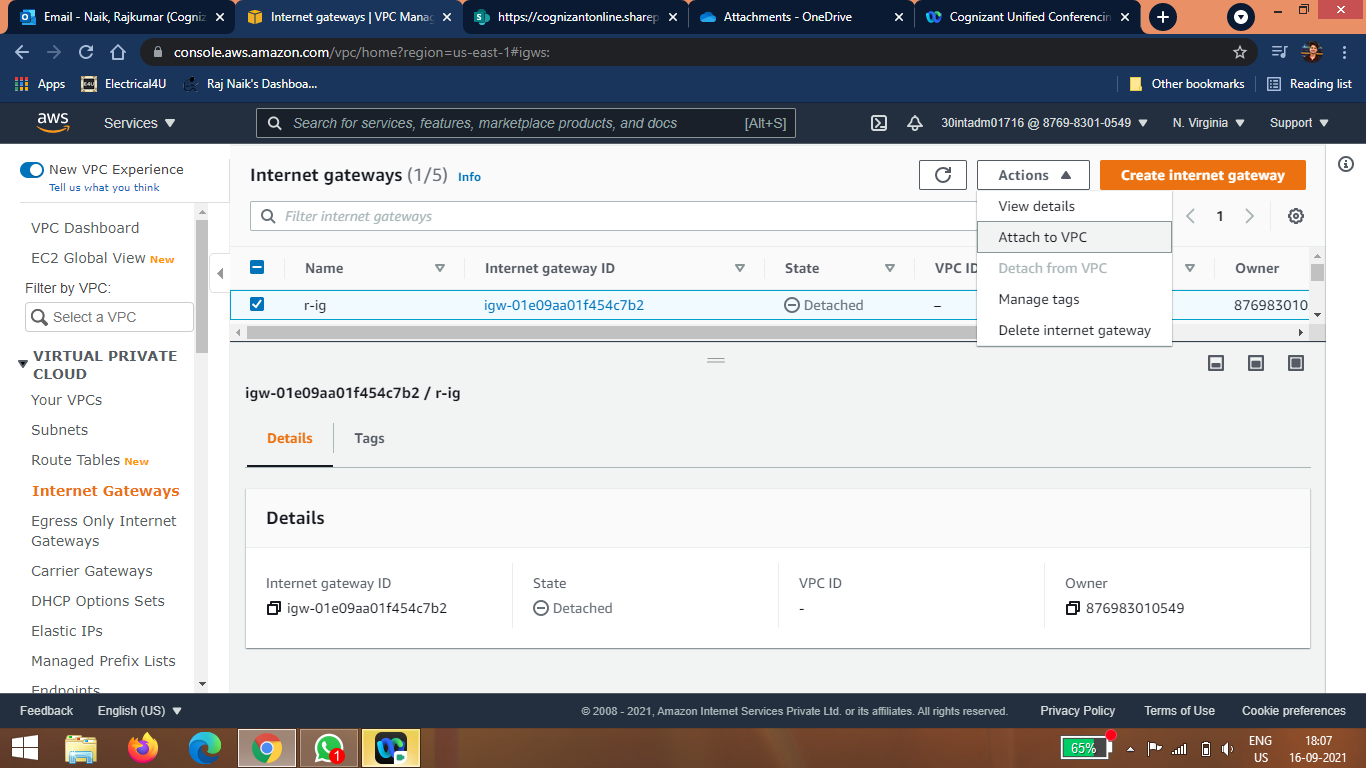 Email - Naik, Rajkumar (Cogniz
Internet gateways | VPC Manag
https://cognizantonline.sharep
Attachments - OneDrive
Cognizant Unified Conferencin
console.aws.amazon.com/vpc/home?region=us-east-1#igws:
Apps
E4U
Electrical4U
Raj Naik's Dashboa...
Other bookmarks
Reading list
aws
Services
Search for services, features, marketplace products, and docs
[Alt+S]
30intadm01716 @ 8769-8301-0549
N. Virginia
Support
New VPC Experience
Tell us what you think
VPC Dashboard
EC2 Global View New
Filter by VPC:
Select a VPC
VIRTUAL PRIVATE
CLOUD
Your VPCs
Subnets
Route Tables New
Internet Gateways
Egress Only Internet
Gateways
Carrier Gateways
DHCP Options Sets
Elastic IPs
Managed Prefix Lists
Endpoints
Internet gateways (1/5) Info
Actions
Create internet gateway
Filter internet gateways
1
View details
Attach to VPC
Detach from VPC
Manage tags
Delete internet gateway
Name
Internet gateway ID
State
VPC ID
Owner
r-ig
igw-01e09aa01f454c7b2
Detached
–
876983010
igw-01e09aa01f454c7b2 / r-ig
Details
Tags
Details
Internet gateway ID
State
VPC ID
Owner
igw-01e09aa01f454c7b2
Detached
-
876983010549
Feedback
English (US)
© 2008 - 2021, Amazon Internet Services Private Ltd. or its affiliates. All rights reserved.
Privacy Policy
Terms of Use
Cookie preferences
1
65%
ENG
US
18:07
16-09-2021